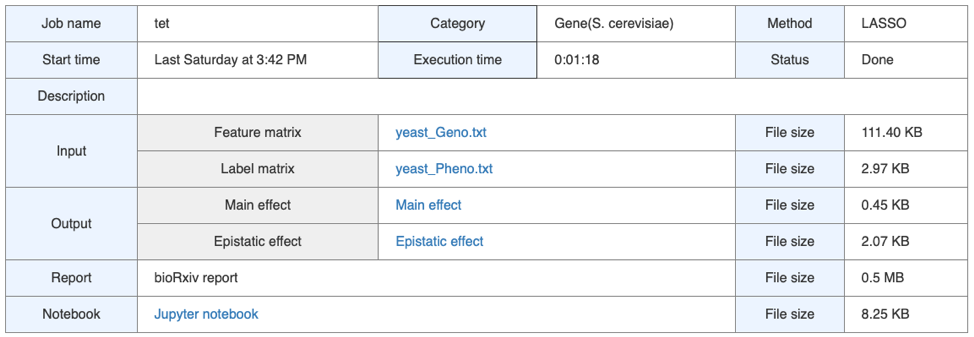 Job name tet Category Gene(S. cerevisiae) Method LASSO
Start time Last Saturday at 3:42 PM Execution time 0:01:18 Status Done
Description
Input Feature matrix yeast_Geno.txt File size 111.40 KB
Label matrix yeast_Pheno.txt File size 2.97 KB
Output Main effect Main effect File size 0.45 KB
Epistatic effect Epistatic effect File size 2.07 KB
Report bioRxiv report File size 0.5 MB
Notebook Jupyter notebook File size 8.25 KB